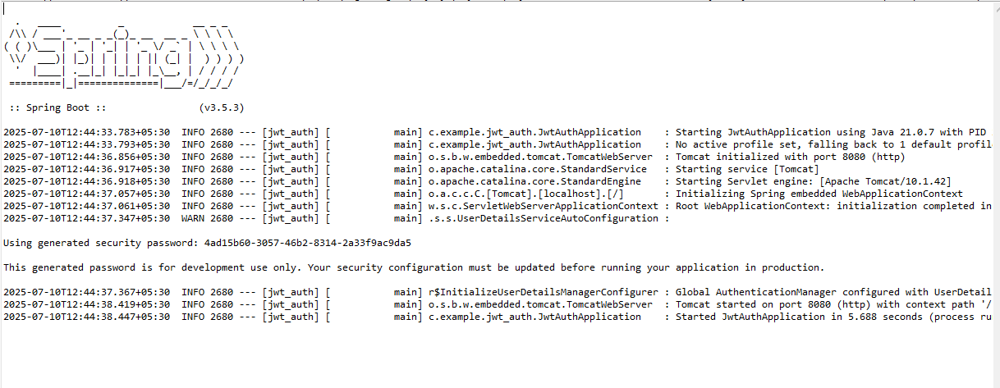 .   ____          _            __ _ _
 /\\ / ___'_ __ _ _(_)_ __  __ _ \ \ \ \
( ( )\___ | '_ | '_| | '_ \/ _` | \ \ \ \
 \\/  ___)| |_)| | | | | || (_| |  ) ) ) )
  '  |____| .__|_| |_|_| |_\__, | / / / /
 =========|_|==============|___/=/_/_/_/
 :: Spring Boot ::                (v3.5.3)
2025-07-10T12:44:33.783+05:30  INFO 2680 --- [jwt_auth] [           main] c.example.jwt_auth.JwtAuthApplication    : Starting JwtAuthApplication using Java 21.0.7 with PID
2025-07-10T12:44:33.793+05:30  INFO 2680 --- [jwt_auth] [           main] c.example.jwt_auth.JwtAuthApplication    : No active profile set, falling back to 1 default profil
2025-07-10T12:44:36.856+05:30  INFO 2680 --- [jwt_auth] [           main] o.s.b.w.embedded.tomcat.TomcatWebServer  : Tomcat initialized with port 8080 (http)
2025-07-10T12:44:36.917+05:30  INFO 2680 --- [jwt_auth] [           main] o.apache.catalina.core.StandardService   : Starting service [Tomcat]
2025-07-10T12:44:36.918+05:30  INFO 2680 --- [jwt_auth] [           main] o.apache.catalina.core.StandardEngine    : Starting Servlet engine: [Apache Tomcat/10.1.42]
2025-07-10T12:44:37.057+05:30  INFO 2680 --- [jwt_auth] [           main] o.a.c.c.C.[Tomcat].[localhost].[/]       : Initializing Spring embedded WebApplicationContext
2025-07-10T12:44:37.061+05:30  INFO 2680 --- [jwt_auth] [           main] w.s.c.ServletWebServerApplicationContext : Root WebApplicationContext: initialization completed in
2025-07-10T12:44:37.347+05:30  WARN 2680 --- [jwt_auth] [           main] .s.s.UserDetailsServiceAutoConfiguration :
Using generated security password: 4ad15b60-3057-46b2-8314-2a33f9ac9da5
This generated password is for development use only. Your security configuration must be updated before running your application in production.
2025-07-10T12:44:37.367+05:30  INFO 2680 --- [jwt_auth] [           main] r$InitializeUserDetailsManagerConfigurer : Global AuthenticationManager configured with UserDetail
2025-07-10T12:44:38.419+05:30  INFO 2680 --- [jwt_auth] [           main] o.s.b.w.embedded.tomcat.TomcatWebServer  : Tomcat started on port 8080 (http) with context path '/
2025-07-10T12:44:38.447+05:30  INFO 2680 --- [jwt_auth] [           main] c.example.jwt_auth.JwtAuthApplication    : Started JwtAuthApplication in 5.688 seconds (process ru